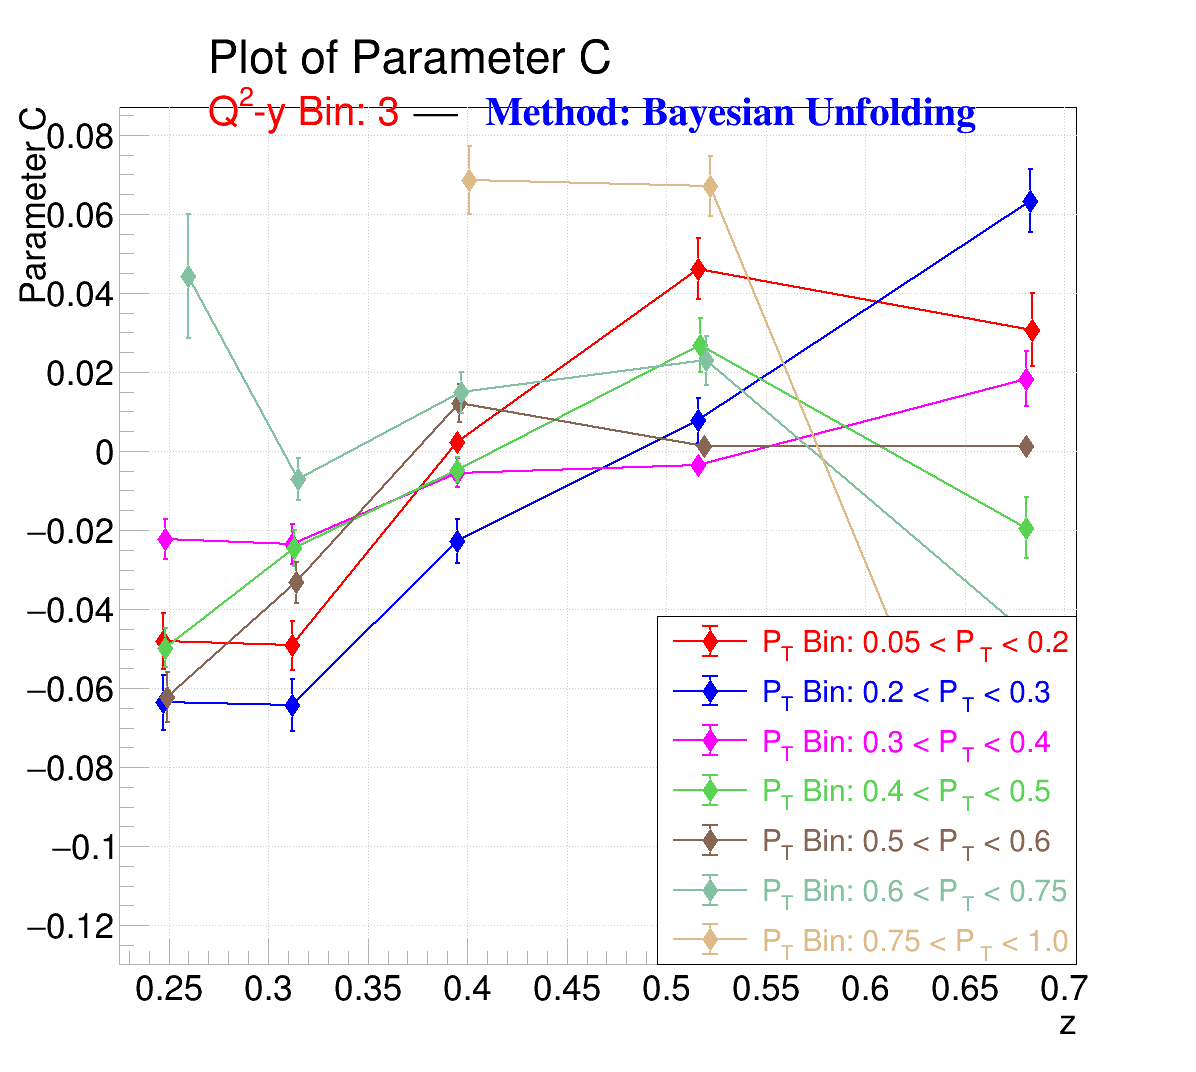 Plot of Parameter C
Q2-y Bin: 3 — Method: Bayesian Unfolding
Parameter C
0.08
0.06
0.04
0.02
0
−0.02
−0.04
−0.06
−0.08
−0.1
−0.12
PT Bin: 0.05 < PT < 0.2
PT Bin: 0.2 < PT < 0.3
PT Bin: 0.3 < PT < 0.4
PT Bin: 0.4 < PT < 0.5
PT Bin: 0.5 < PT < 0.6
PT Bin: 0.6 < PT < 0.75
PT Bin: 0.75 < PT < 1.0
0.25 0.3 0.35 0.4 0.45 0.5 0.55 0.6 0.65 0.7
z